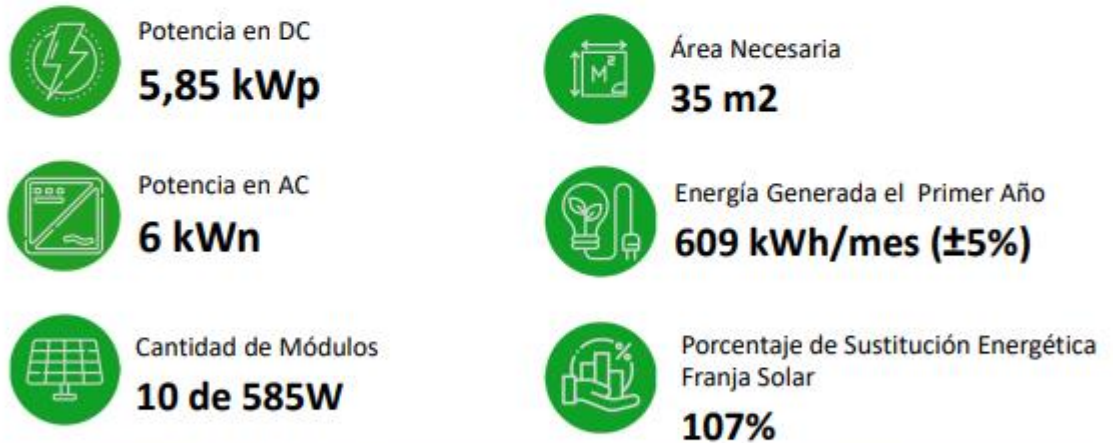 Potencia en DC
5,85 kWp
Potencia en AC
6 kWn
Cantidad de Módulos
10 de 585W
M²
Área Necesaria
35 m2
Energía Generada el Primer Año
609 kWh/mes (±5%)
%
Porcentaje de Sustitución Energética
Franja Solar
107%